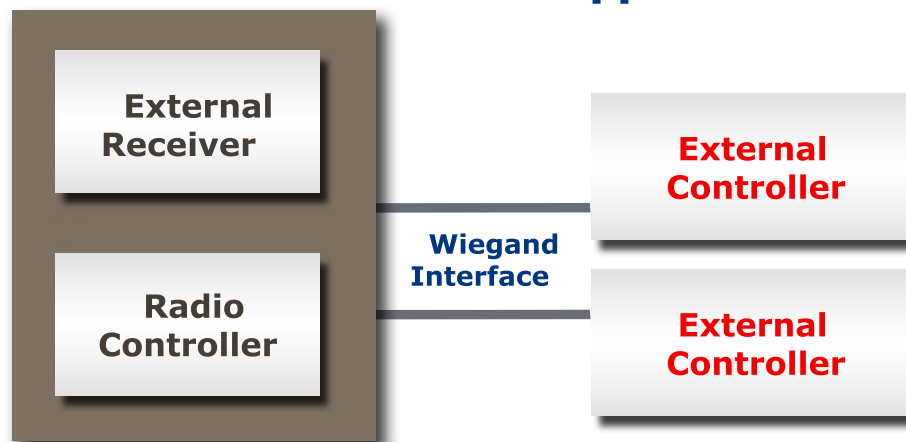 External
Receiver
Radio
Controller
Wiegand
Interface
External
Controller
External
Controller